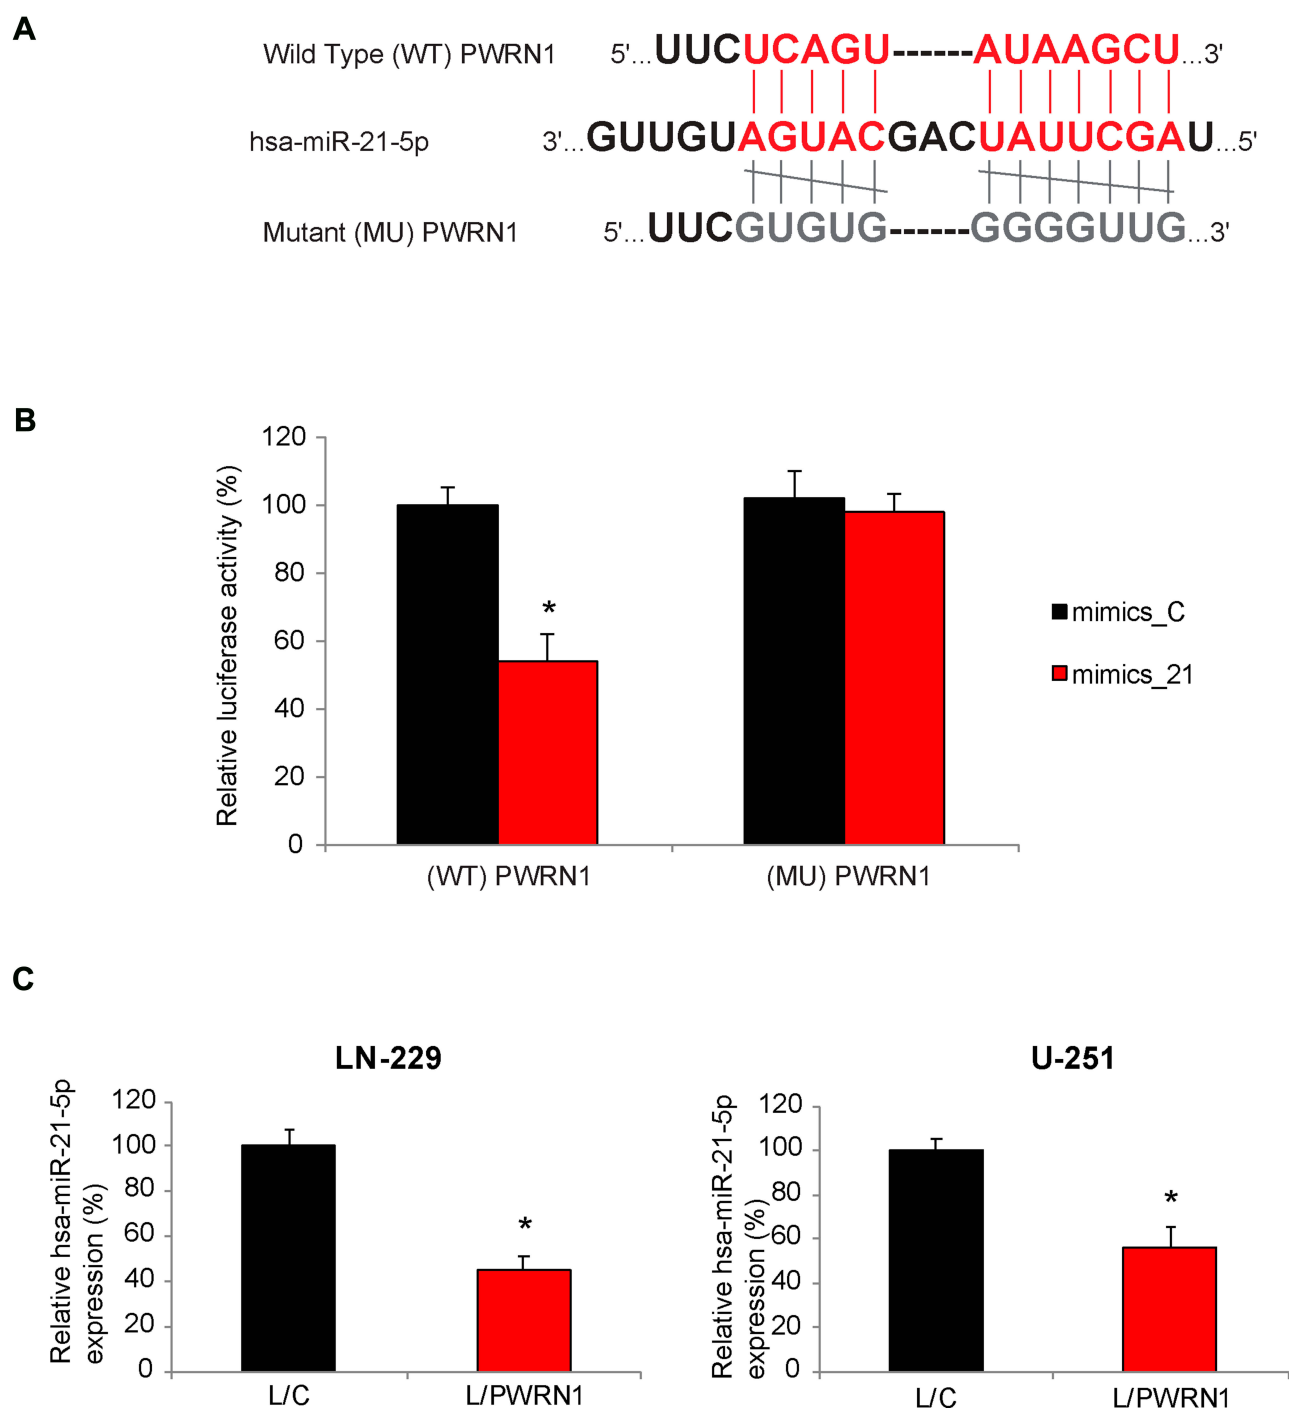 A
Wild Type (WT) PWRN1 5'...UUCUCAGU------AUAAGCU...3'
hsa-miR-21-5p 3'...GUUGUAGUACGACUAUUCGAU...5'
Mutant (MU) PWRN1 5'...UUCGUGUG------GGGGUUG...3'
B
Relative luciferase activity (%)
120
100
80
60
40
20
0
*
(WT) PWRN1
(MU) PWRN1
mimics_C
mimics_21
C
LN-229
Relative hsa-miR-21-5p
expression (%)
120
100
80
60
40
20
0
*
L/C
L/PWRN1
U-251
Relative hsa-miR-21-5p
expression (%)
120
100
80
60
40
20
0
*
L/C
L/PWRN1